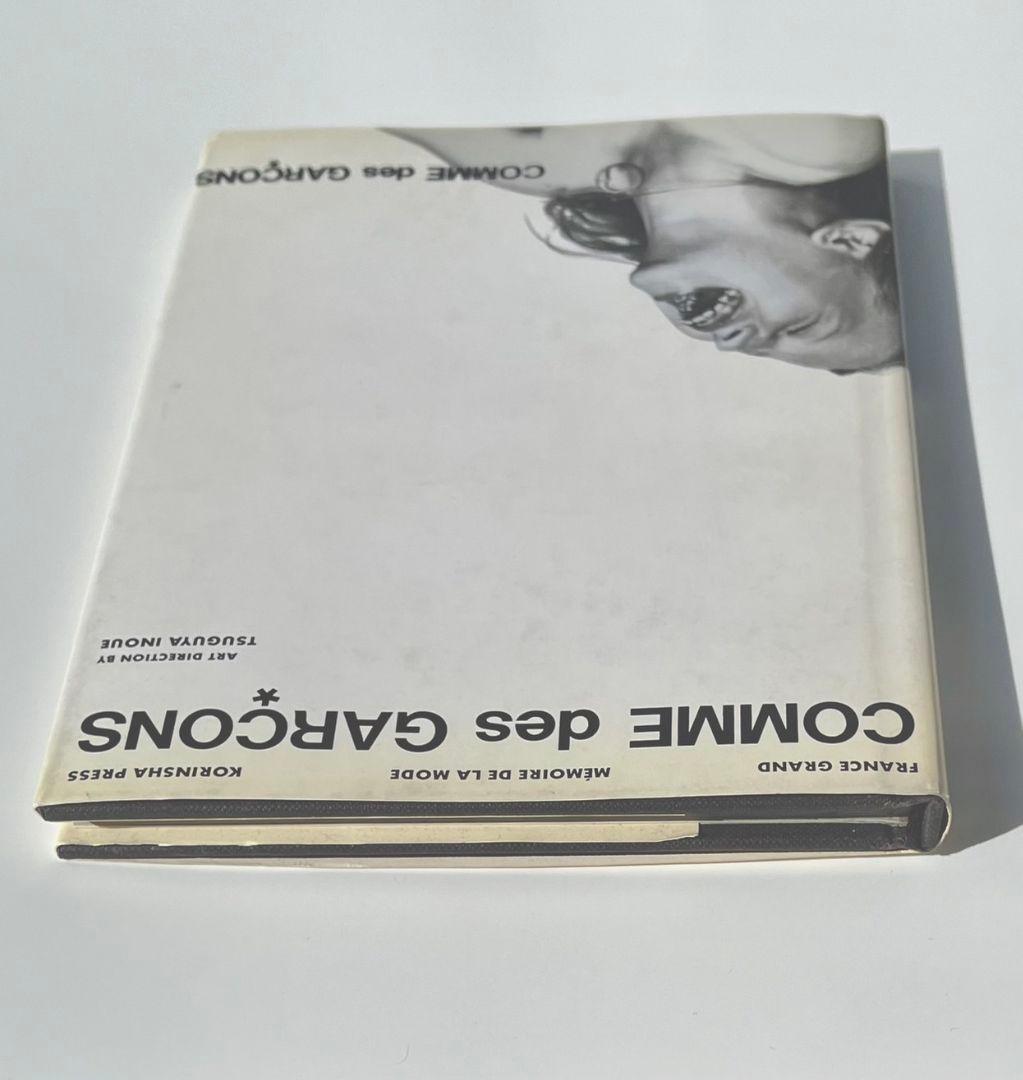 FRANCE GRAND MÉMOIRE DE LA MODE KORINSHA PRESS
COMME des GARÇONS
ART DIRECTION BY
TSUGUYA INOUE
COMME des GARÇONS